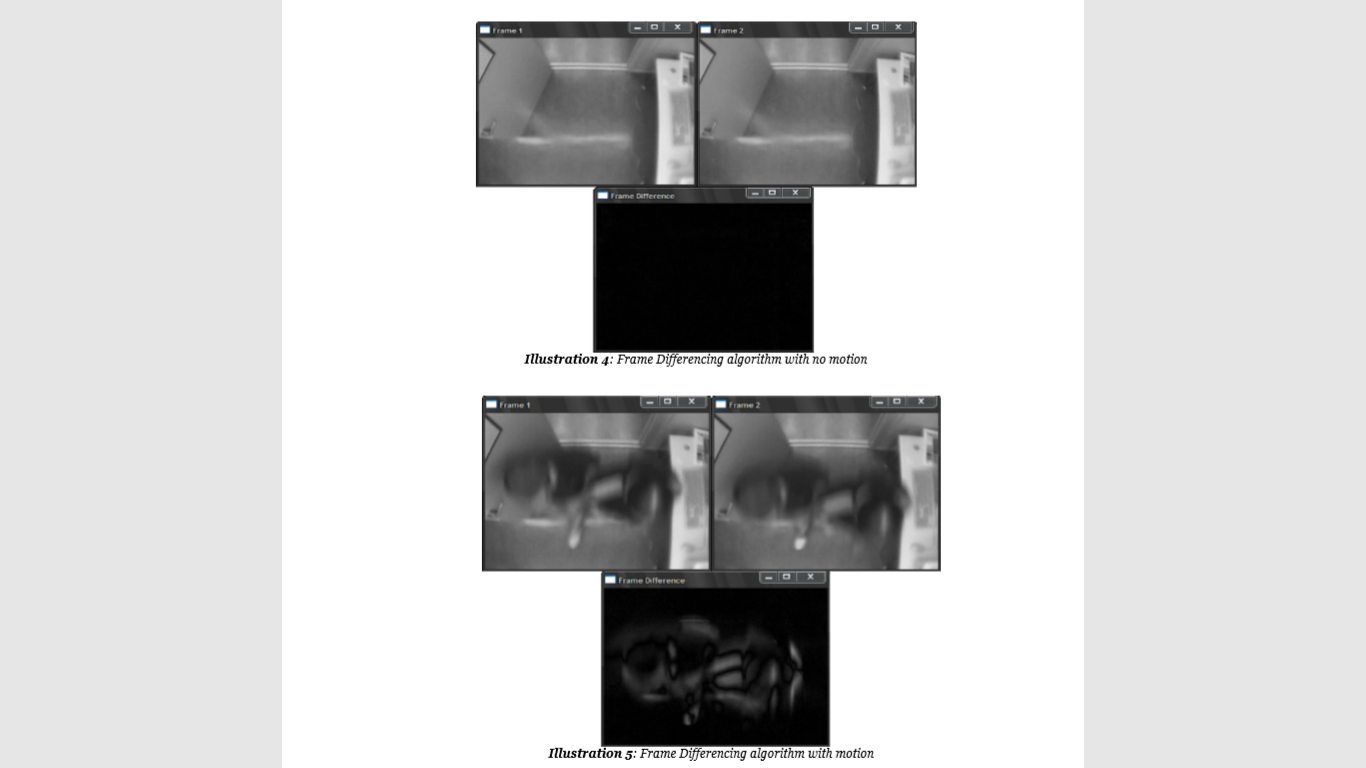 Frame 1
Frame 2
Frame Difference
Illustration 4: Frame Differencing algorithm with no motion
Frame 1
Frame 2
Frame Difference
Illustration 5: Frame Differencing algorithm with motion